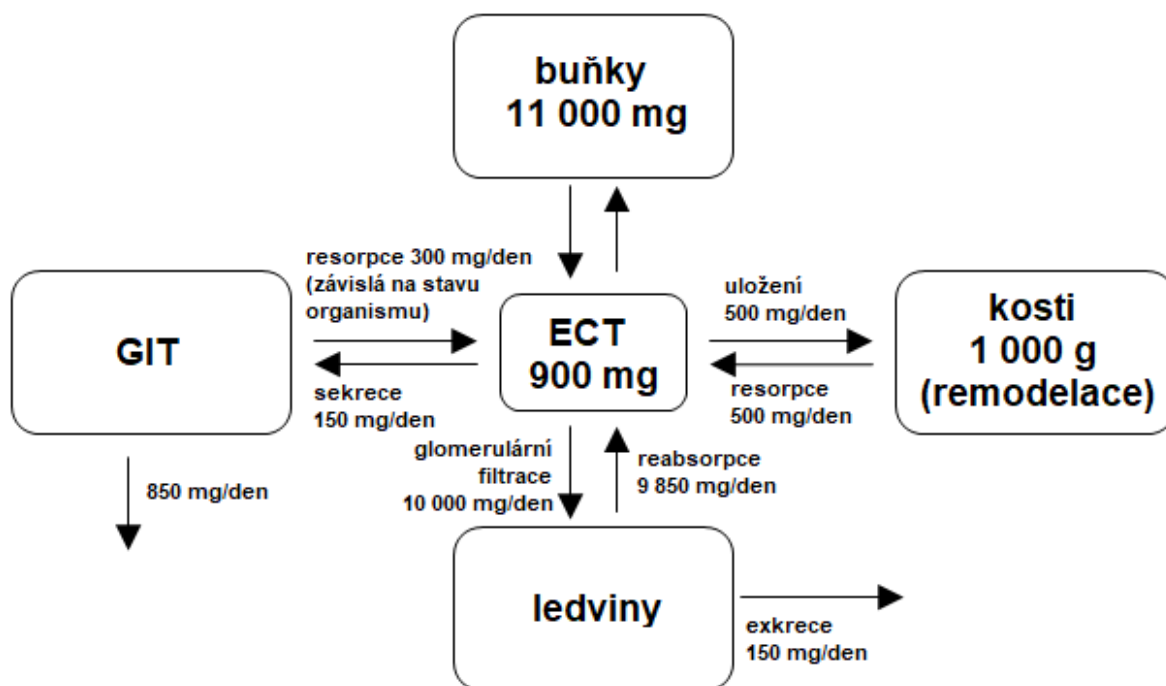 buňky
11 000 mg
resorpce 300 mg/den
(závislá na stavu
organismu)
GIT
sekrece
150 mg/den
850 mg/den
ECT
900 mg
uložení
500 mg/den
resorpce
500 mg/den
kosti
1 000 g
(remodelace)
glomerulární
filtrace
10 000 mg/den
reabsorpce
9 850 mg/den
ledviny
exkrece
150 mg/den